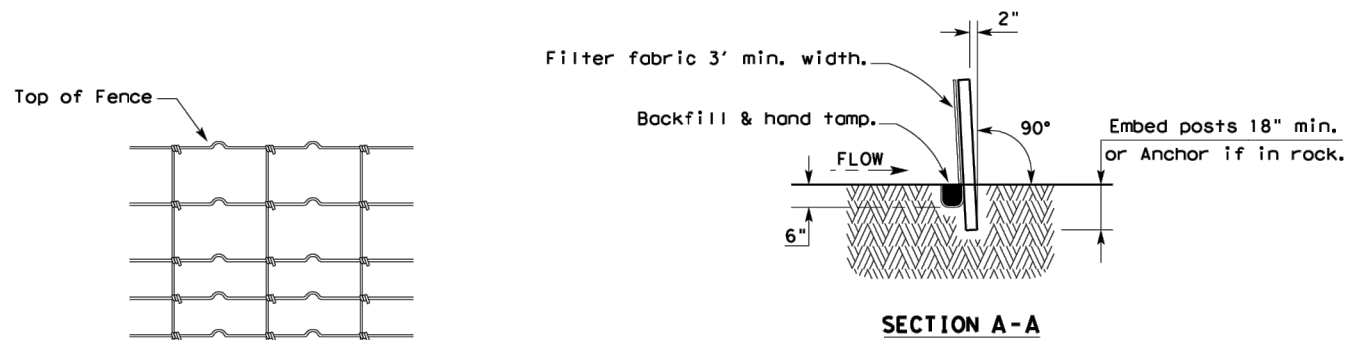 Top of Fence
2"
Filter fabric 3' min. width.
Backfill & hand tamp.
90°
Embed posts 18" min.
or Anchor if in rock.
FLOW
6"
SECTION A-A